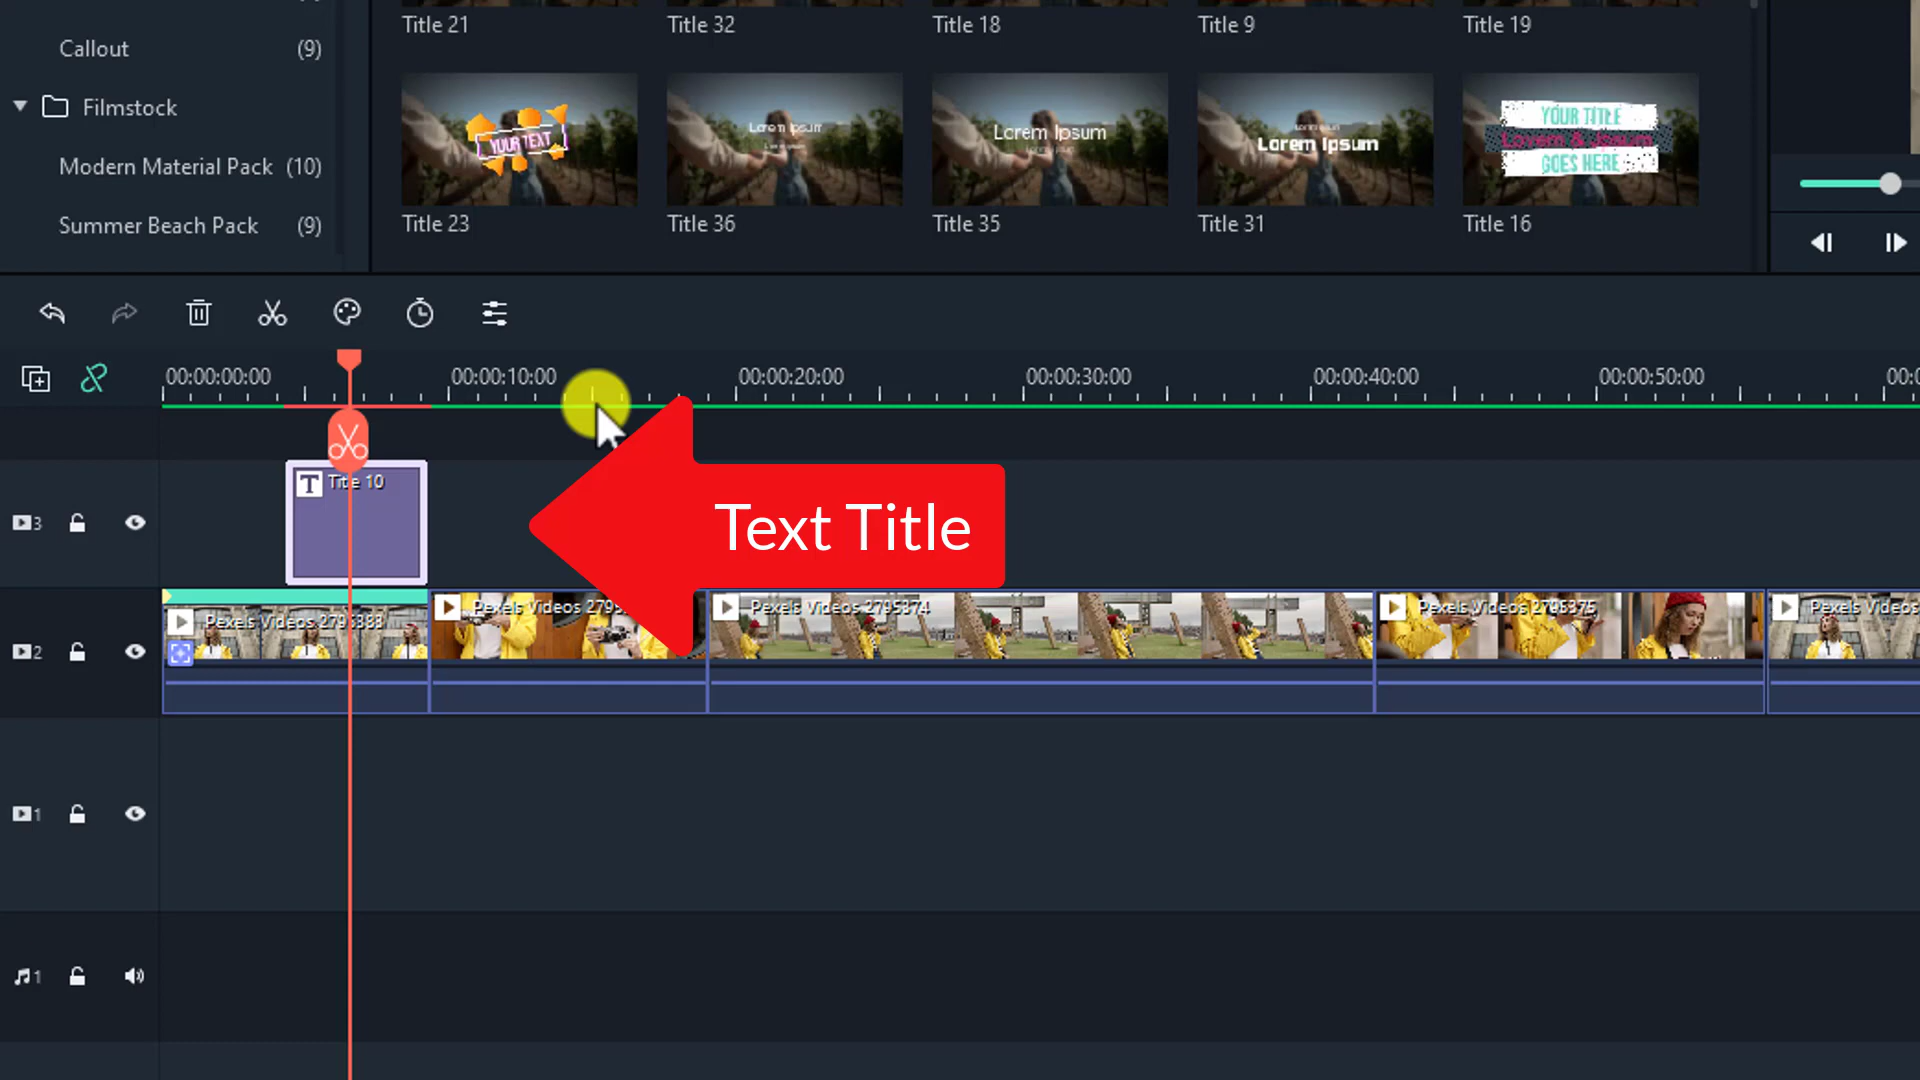 Title 21
Title 32
Title 18
Title 9
Title 19
Callout (9)
Filmstock
Modern Material Pack (10)
Summer Beach Pack (9)
YOUR TEXT
Lorem Ipsum
Lorem Ipsum
Lorem Ipsum
YOUR TITLE
Lorem & Ipsum
GOES HERE
Title 23
Title 36
Title 35
Title 31
Title 16
00:00:00:00
00:00:10:00
00:00:20:00
00:00:30:00
00:00:40:00
00:00:50:00
00:0
T Title 10
Text Title
3
Pexels Videos 2795383
Pexels Videos 279
Pexels Videos 2795374
Pexels Videos 2795375
Pexels Videos
2
1
1